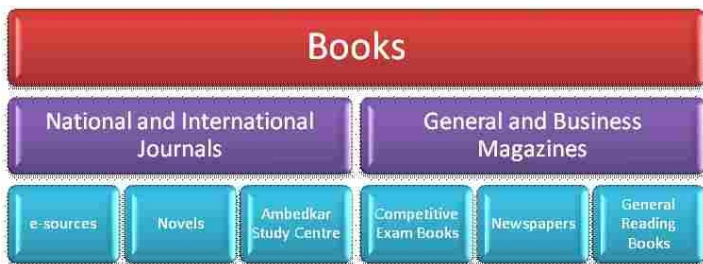 Books
National and International
Journals
General and Business
Magazines
e-sources
Novels
Ambedkar
Study Centre
Competitive
Exam Books
Newspapers
General
Reading
Books